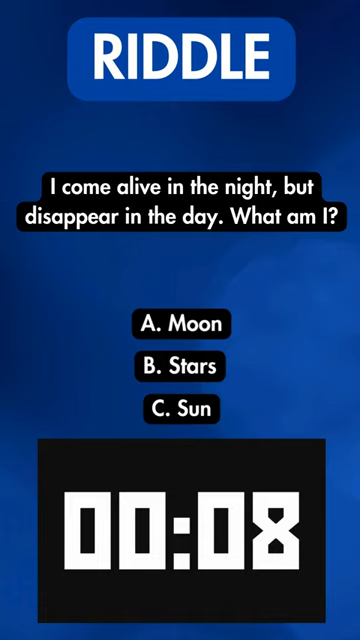 RIDDLE
I come alive in the night, but
disappear in the day. What am I?
A. Moon
B. Stars
C. Sun
00:08